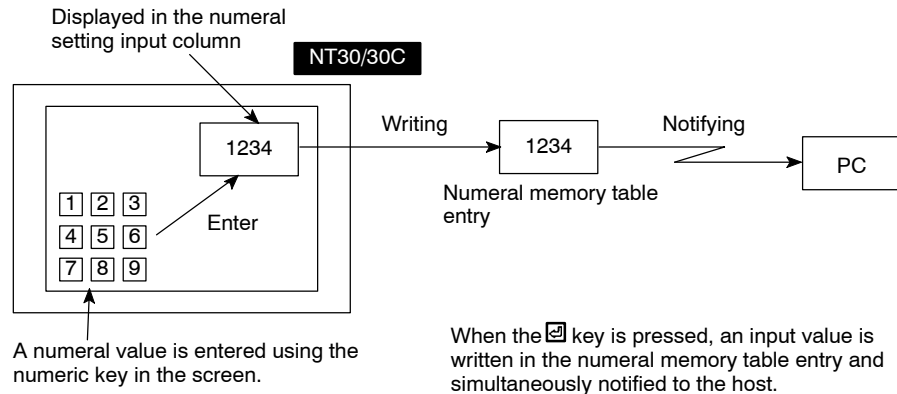 Displayed in the numeral
setting input column
NT30/30C
Writing
Notifying
1234
1234
PC
Numeral memory table
entry
1 2 3
Enter
4 5 6
7 8 9
A numeral value is entered using the
numeric key in the screen.
When the key is pressed, an input value is
written in the numeral memory table entry and
simultaneously notified to the host.